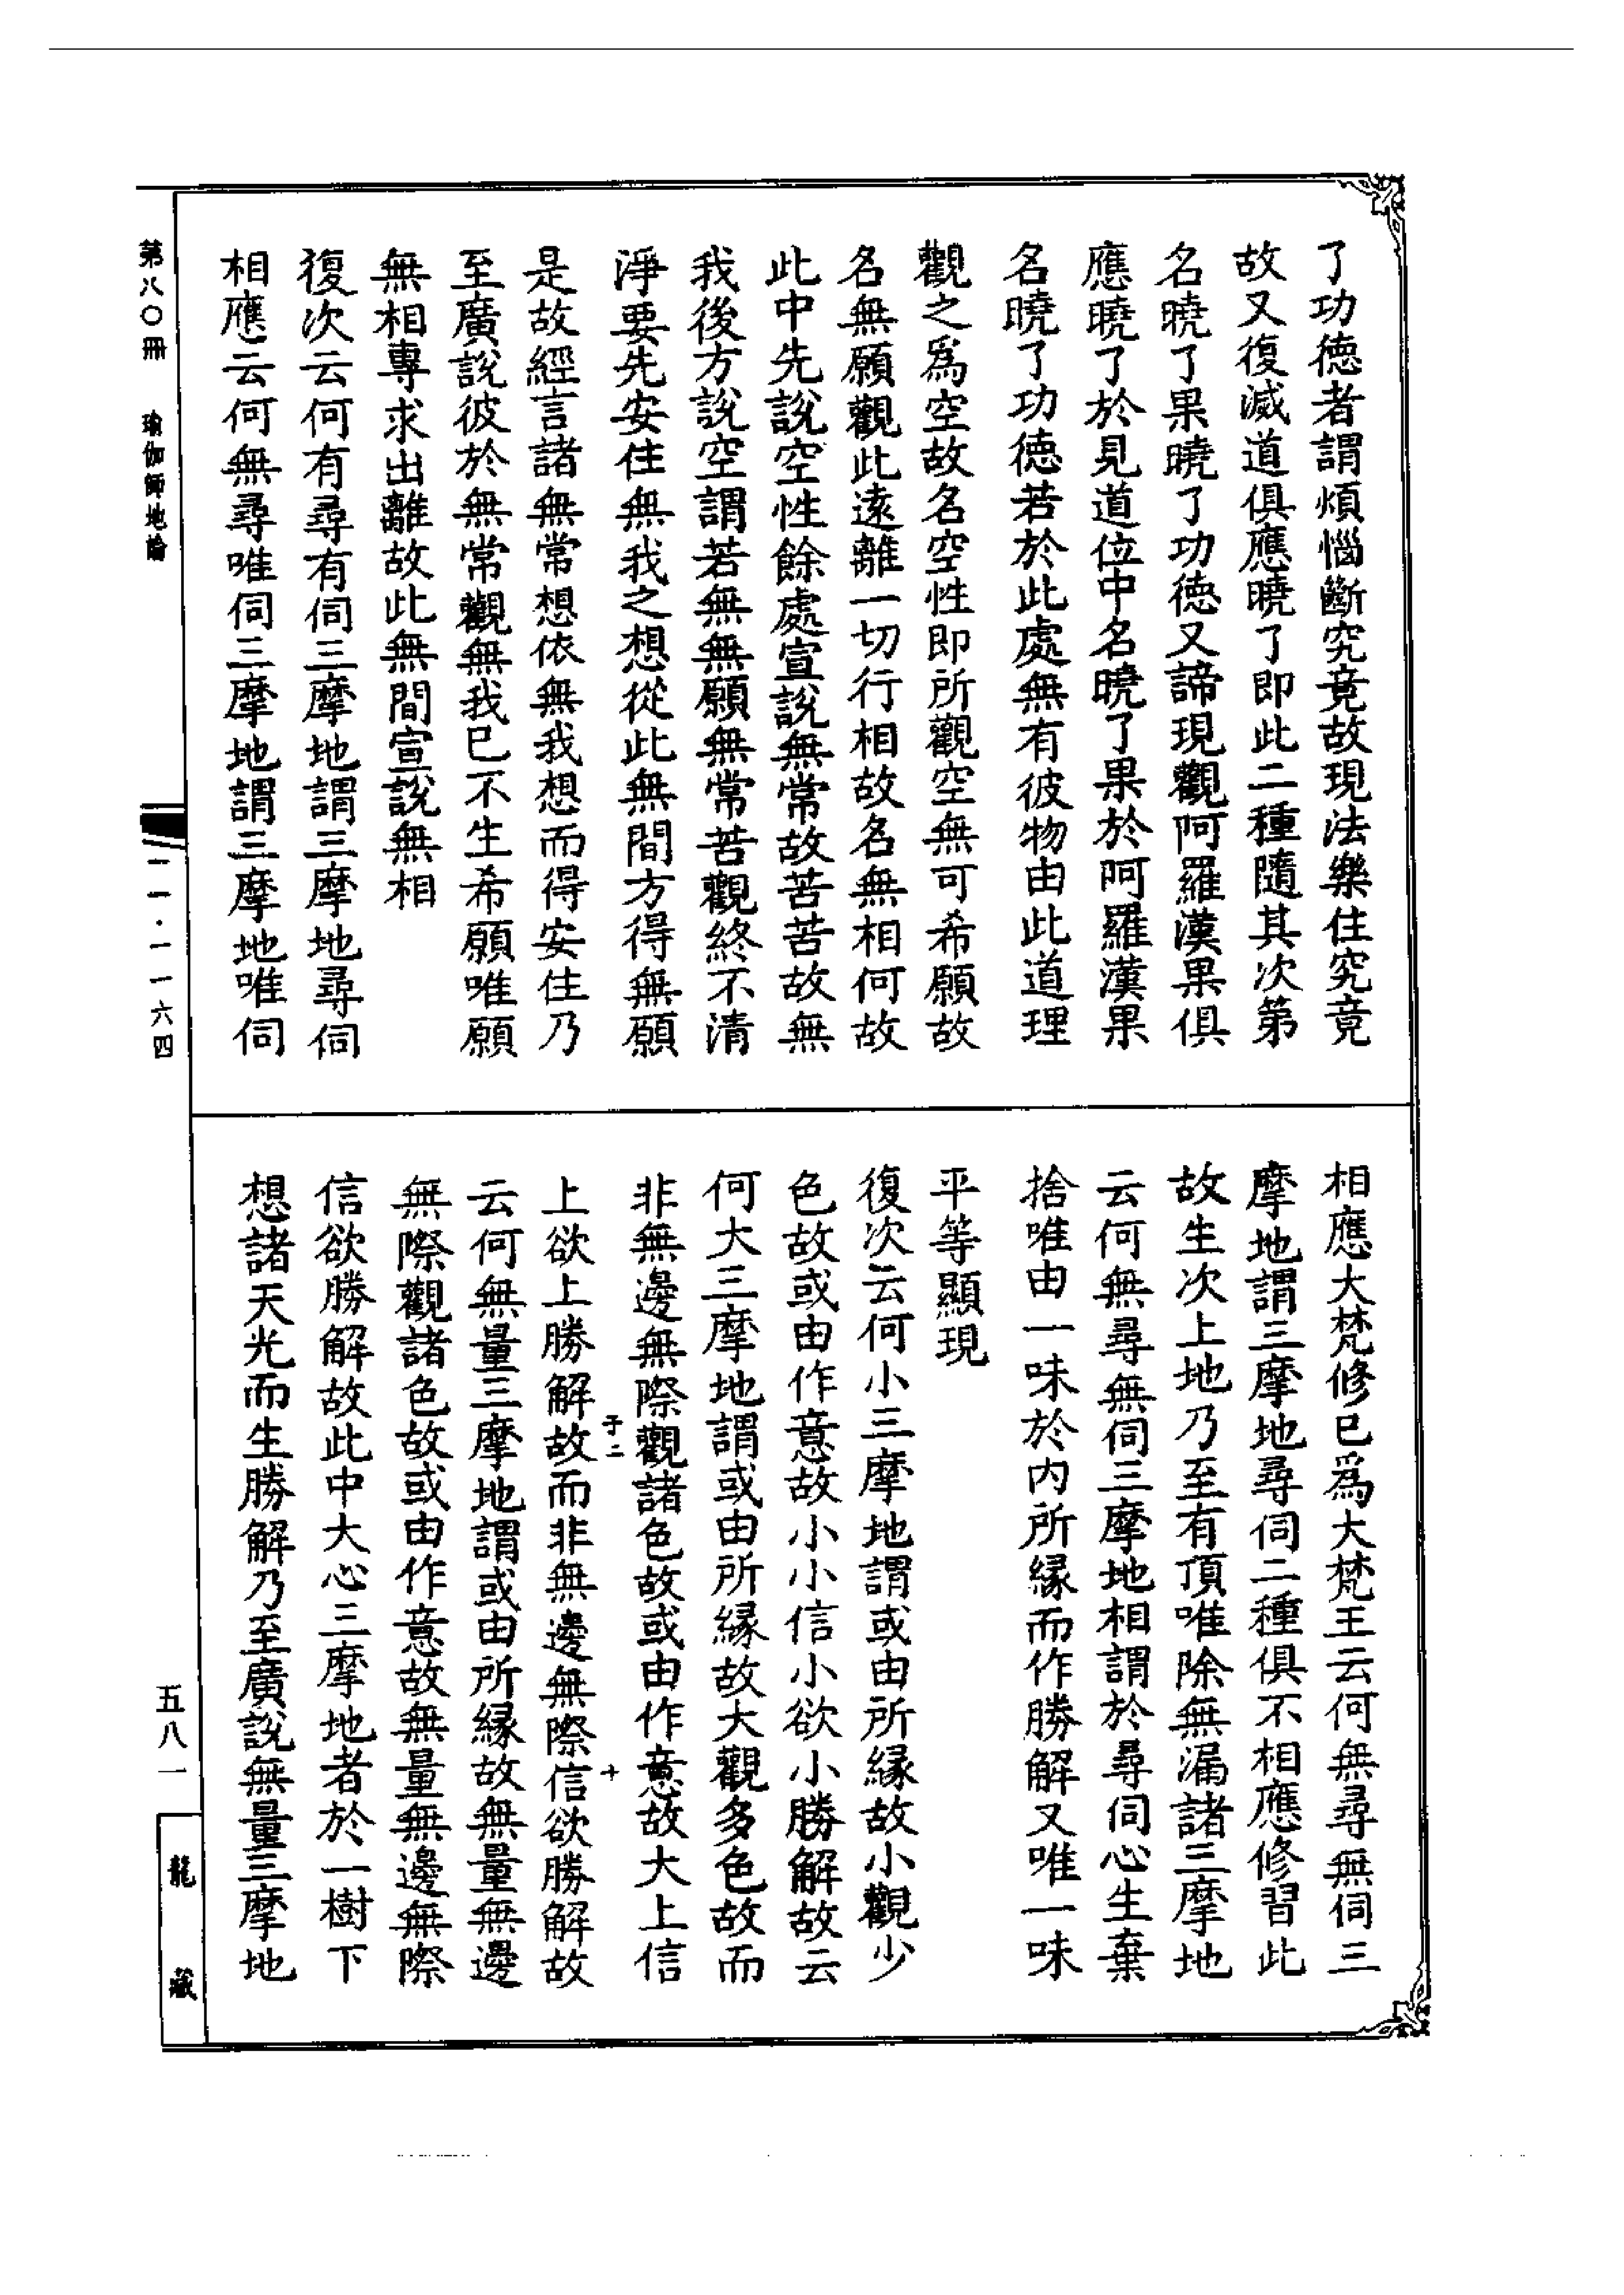 了功德者謂煩惱斷究竟故現法樂住究竟
故又復滅道俱應曉了即此二種隨其次第
名曉了果曉了功德又諦現觀阿羅漢果俱
應曉了於見道位中名曉了果於阿羅漢果
名曉了功德若於此處無有彼物由此道理
觀之爲空故名空性即所觀空無可希願故
名無願觀此遠離一切行相故名無相何故
此中先說空性餘處宣說無常故苦苦故無
我後方說空謂若無無願無常苦觀終不清
淨要先安住無我之想從此無間方得無願
是故經言諸無常想依無我想而得安住乃
至廣說彼於無常觀無我已不生希願唯願
無相專求出離故此無間宣說無相
復次云何有尋有伺三摩地謂三摩地尋伺
相應云何無尋唯伺三摩地謂三摩地唯伺
相應大梵修已爲大梵王云何無尋無伺三
摩地謂三摩地尋伺二種俱不相應修習此
故生次上地乃至有頂唯除無漏諸三摩地
云何無尋無伺三摩地相謂於尋伺心生棄
捨唯由一味於內所緣而作勝解又唯一味
平等顯現
復次云何小三摩地謂或由所緣故小觀少
色故或由作意故小小信小欲小勝解故云
何大三摩地謂或由所緣故大觀多色故而
非無邊無際觀諸色故或由作意故大上信
上欲上勝解故而非無邊無際信欲勝解故
云何無量三摩地謂或由所緣故無量無邊
無際觀諸色故或由作意故無量無邊無際
信欲勝解故此中大心三摩地者於一樹下
想諸天光而生勝解乃至廣說無量三摩地
于二
十
第八〇冊 瑜伽師地論
二一·一一六四
五八一
龍藏